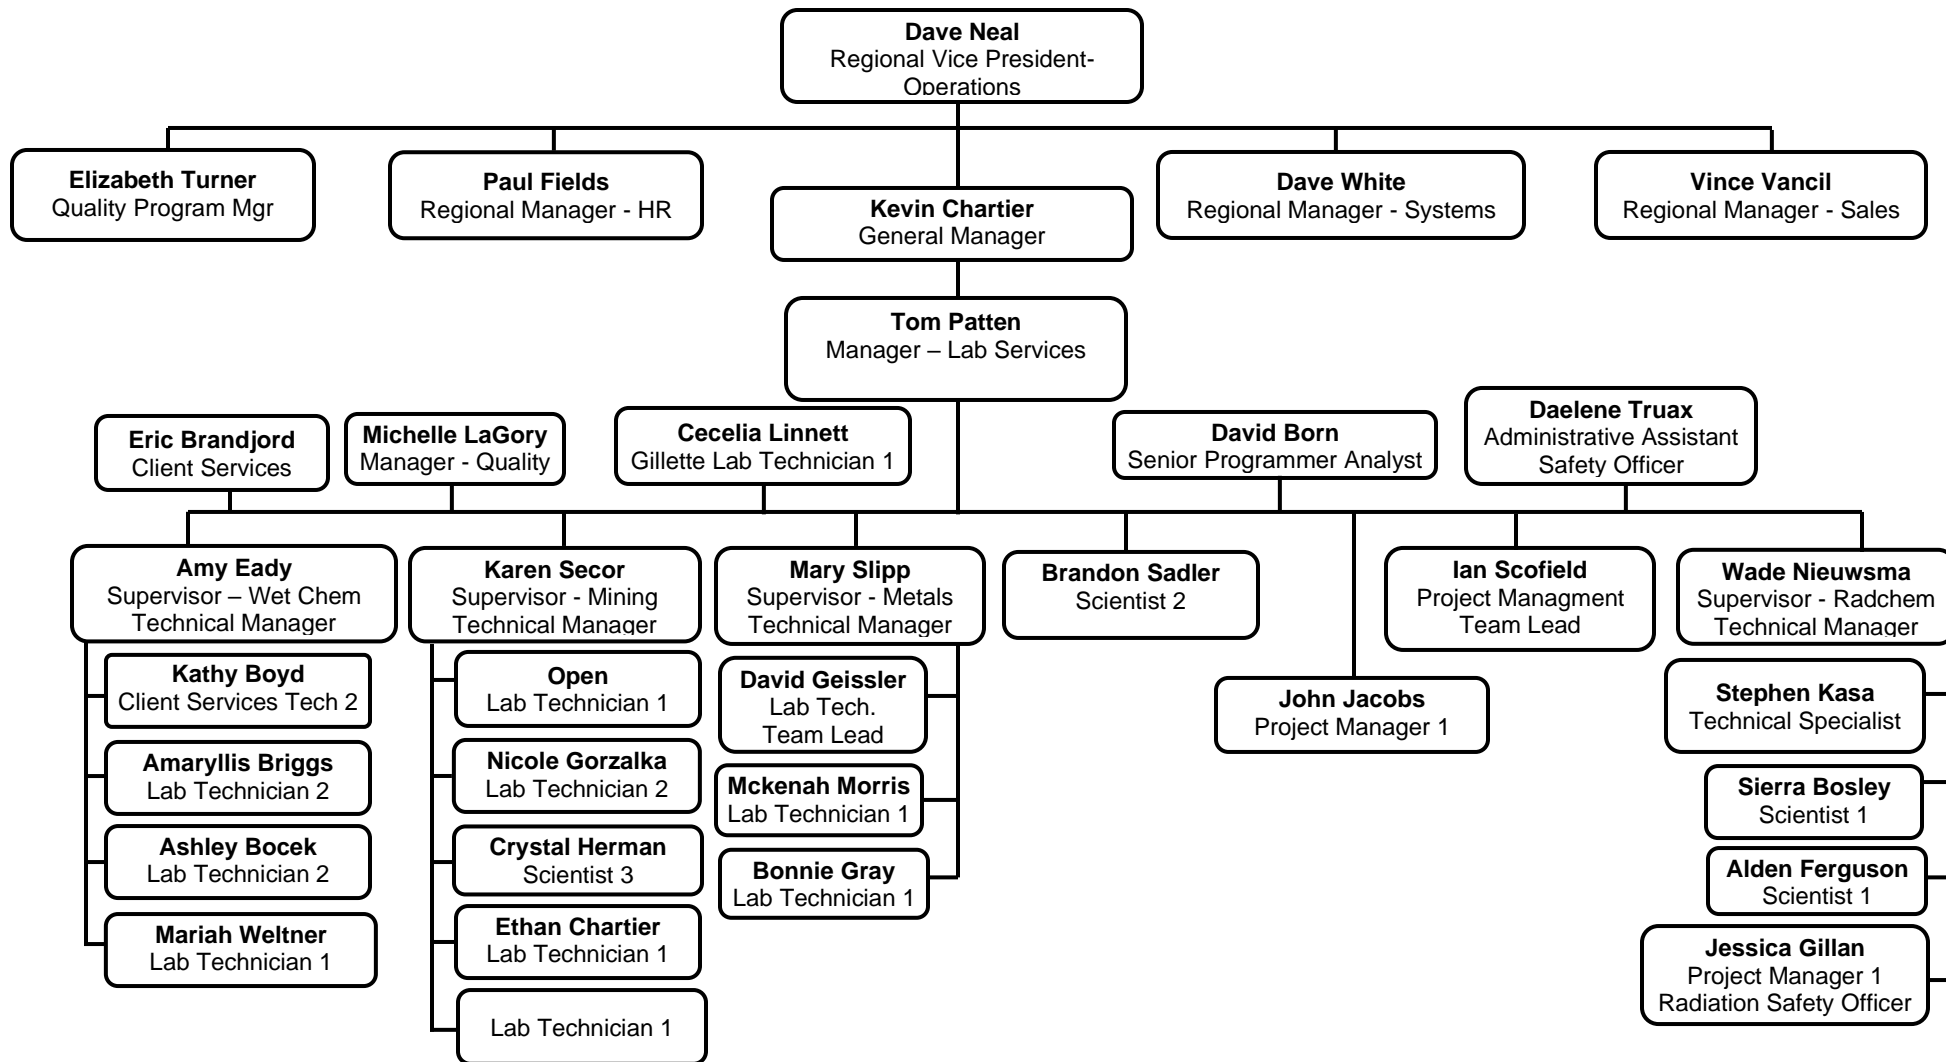 Dave Neal
Regional Vice President-
Operations
Elizabeth Turner
Quality Program Mgr
Paul Fields
Regional Manager - HR
Kevin Chartier
General Manager
Dave White
Regional Manager - Systems
Vince Vancil
Regional Manager - Sales
Tom Patten
Manager – Lab Services
Eric Brandjord
Client Services
Michelle LaGory
Manager - Quality
Cecelia Linnett
Gillette Lab Technician 1
David Born
Senior Programmer Analyst
Daelene Truax
Administrative Assistant
Safety Officer
Amy Eady
Supervisor – Wet Chem
Technical Manager
Karen Secor
Supervisor - Mining
Technical Manager
Mary Slipp
Supervisor - Metals
Technical Manager
Brandon Sadler
Scientist 2
Ian Scofield
Project Managment
Team Lead
Wade Nieuwsma
Supervisor - Radchem
Technical Manager
Kathy Boyd
Client Services Tech 2
Amaryllis Briggs
Lab Technician 2
Ashley Bocek
Lab Technician 2
Mariah Weltner
Lab Technician 1
Open
Lab Technician 1
Nicole Gorzalka
Lab Technician 2
Crystal Herman
Scientist 3
Ethan Chartier
Lab Technician 1
Lab Technician 1
David Geissler
Lab Tech.
Team Lead
Mckenah Morris
Lab Technician 1
Bonnie Gray
Lab Technician 1
John Jacobs
Project Manager 1
Stephen Kasa
Technical Specialist
Sierra Bosley
Scientist 1
Alden Ferguson
Scientist 1
Jessica Gillan
Project Manager 1
Radiation Safety Officer